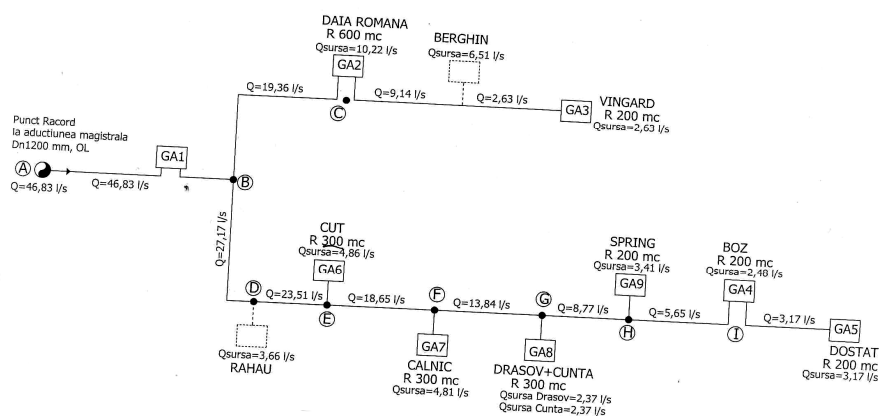 DAIA ROMANA
R 600 mc
Qsursa=10,22 l/s
GA2
BERGHIN
Qsursa=6,51 l/s
Q=19,36 l/s
Q=9,14 l/s
Q=2,63 l/s
C
GA3
VINGARD
R 200 mc
Qsursa=2,63 l/s
Punct Racord
la aductiunea magistrala
Dn1200 mm, OL
A
Q=46,83 l/s
Q=46,83 l/s
GA1
B
Q=27,17 l/s
CUT
R 300 mc
Qsursa=4,86 l/s
GA6
SPRING
R 200 mc
Qsursa=3,41 l/s
GA9
BOZ
R 200 mc
Qsursa=2,48 l/s
GA4
D
Q=23,51 l/s
E
Q=18,65 l/s
F
Q=13,84 l/s
G
Q=8,77 l/s
H
Q=5,65 l/s
I
Q=3,17 l/s
GA5
DOSTAT
R 200 mc
Qsursa=3,17 l/s
Qsursa=3,66 l/s
RAHAU
GA7
CALNIC
R 300 mc
Qsursa=4,81 l/s
GA8
DRASOV+CUNTA
R 300 mc
Qsursa Drasov=2,37 l/s
Qsursa Cunta=2,37 l/s